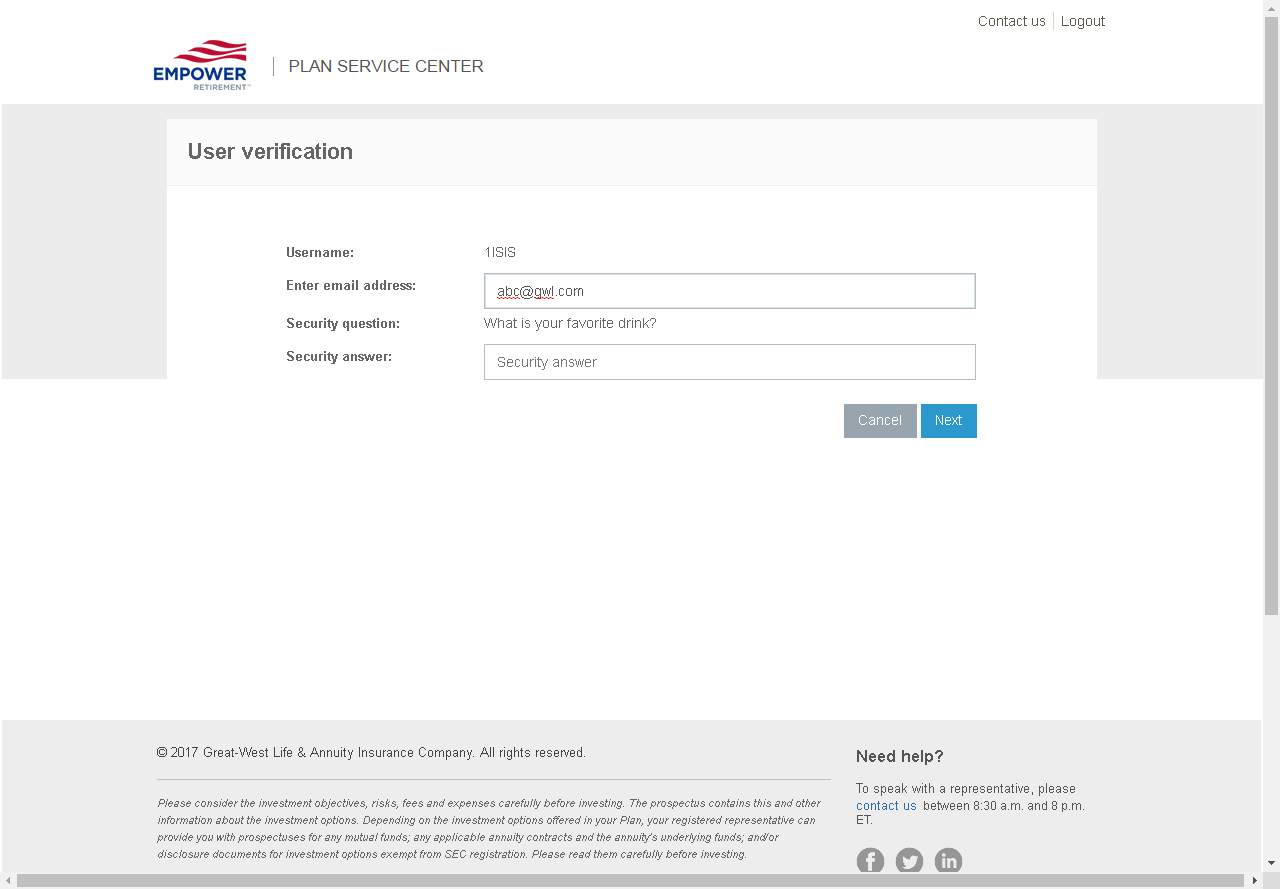 Contact us Logout
EMPOWER
RETIREMENT™
PLAN SERVICE CENTER
User verification
Username: 1ISIS
Enter email address: abc@gwl.com
Security question: What is your favorite drink?
Security answer: Security answer
Cancel Next
© 2017 Great-West Life & Annuity Insurance Company. All rights reserved.
Please consider the investment objectives, risks, fees and expenses carefully before investing. The prospectus contains this and other
information about the investment options. Depending on the investment options offered in your Plan, your registered representative can
provide you with prospectuses for any mutual funds; any applicable annuity contracts and the annuity's underlying funds; and/or
disclosure documents for investment options exempt from SEC registration. Please read them carefully before investing.
Need help?
To speak with a representative, please
contact us between 8:30 a.m. and 8 p.m.
ET.